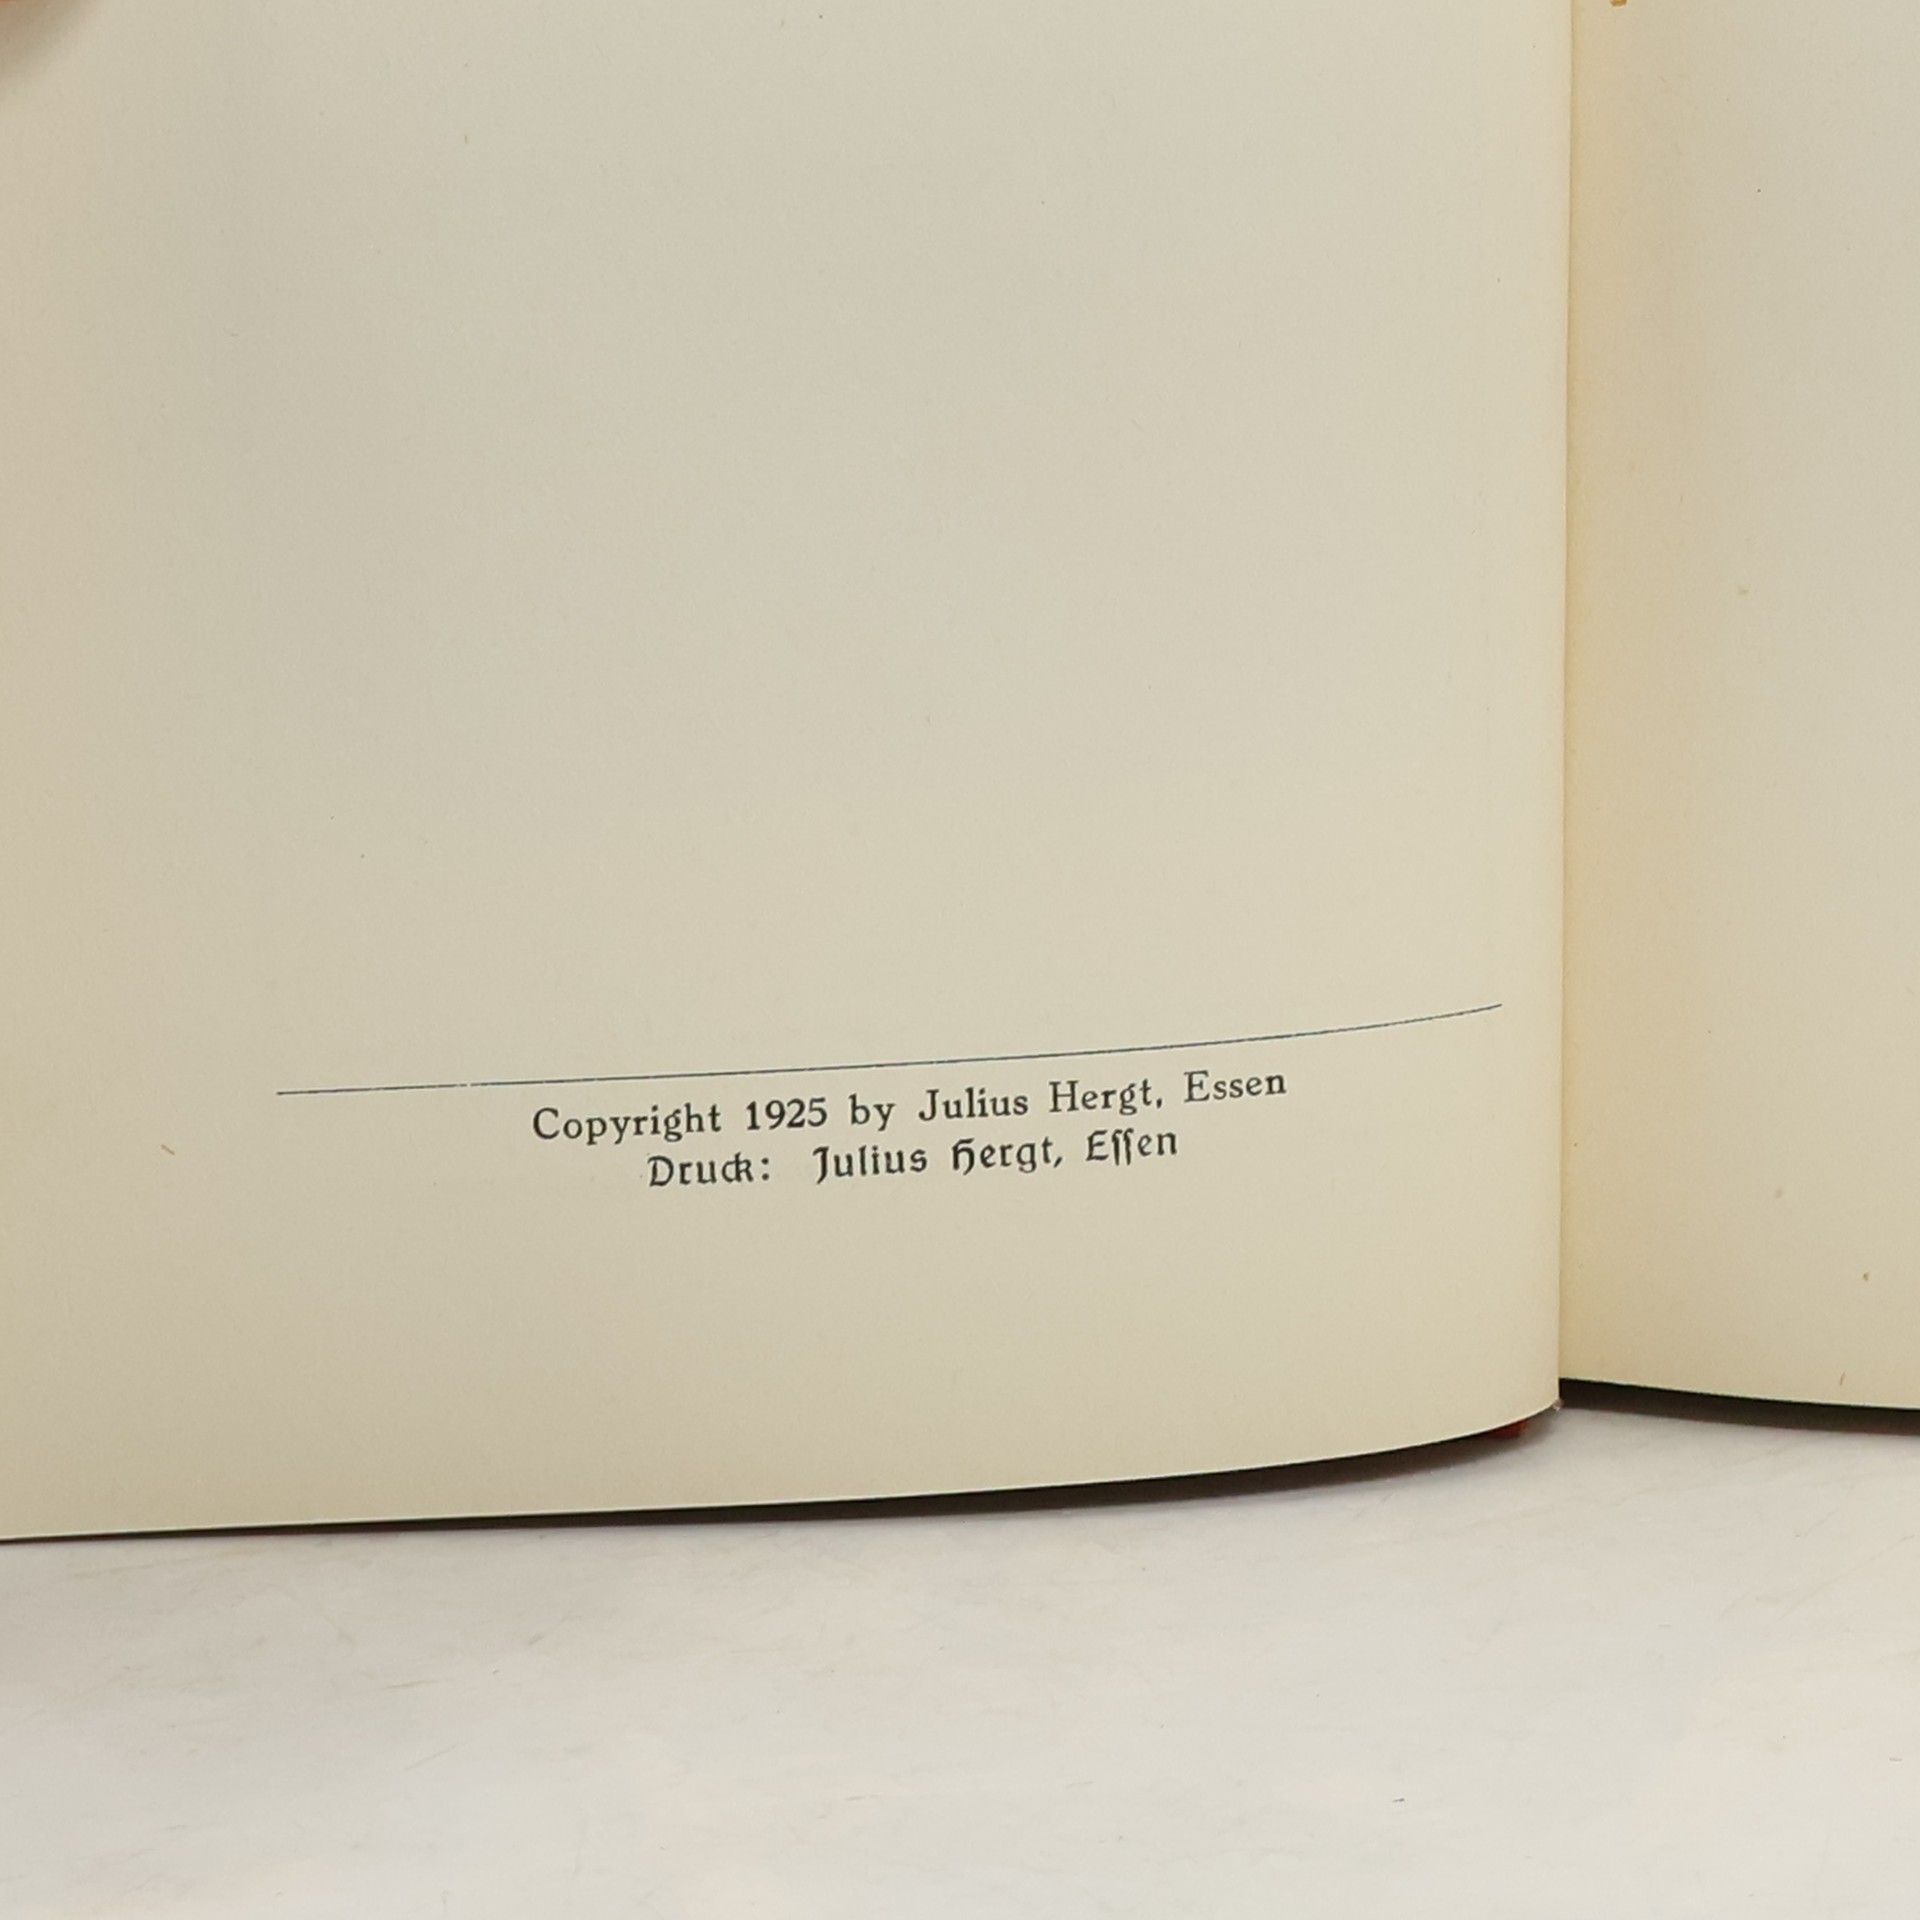 Copyright 1925 by Julius Hergt, Essen
Druck: Julius Hergt, Eſſen